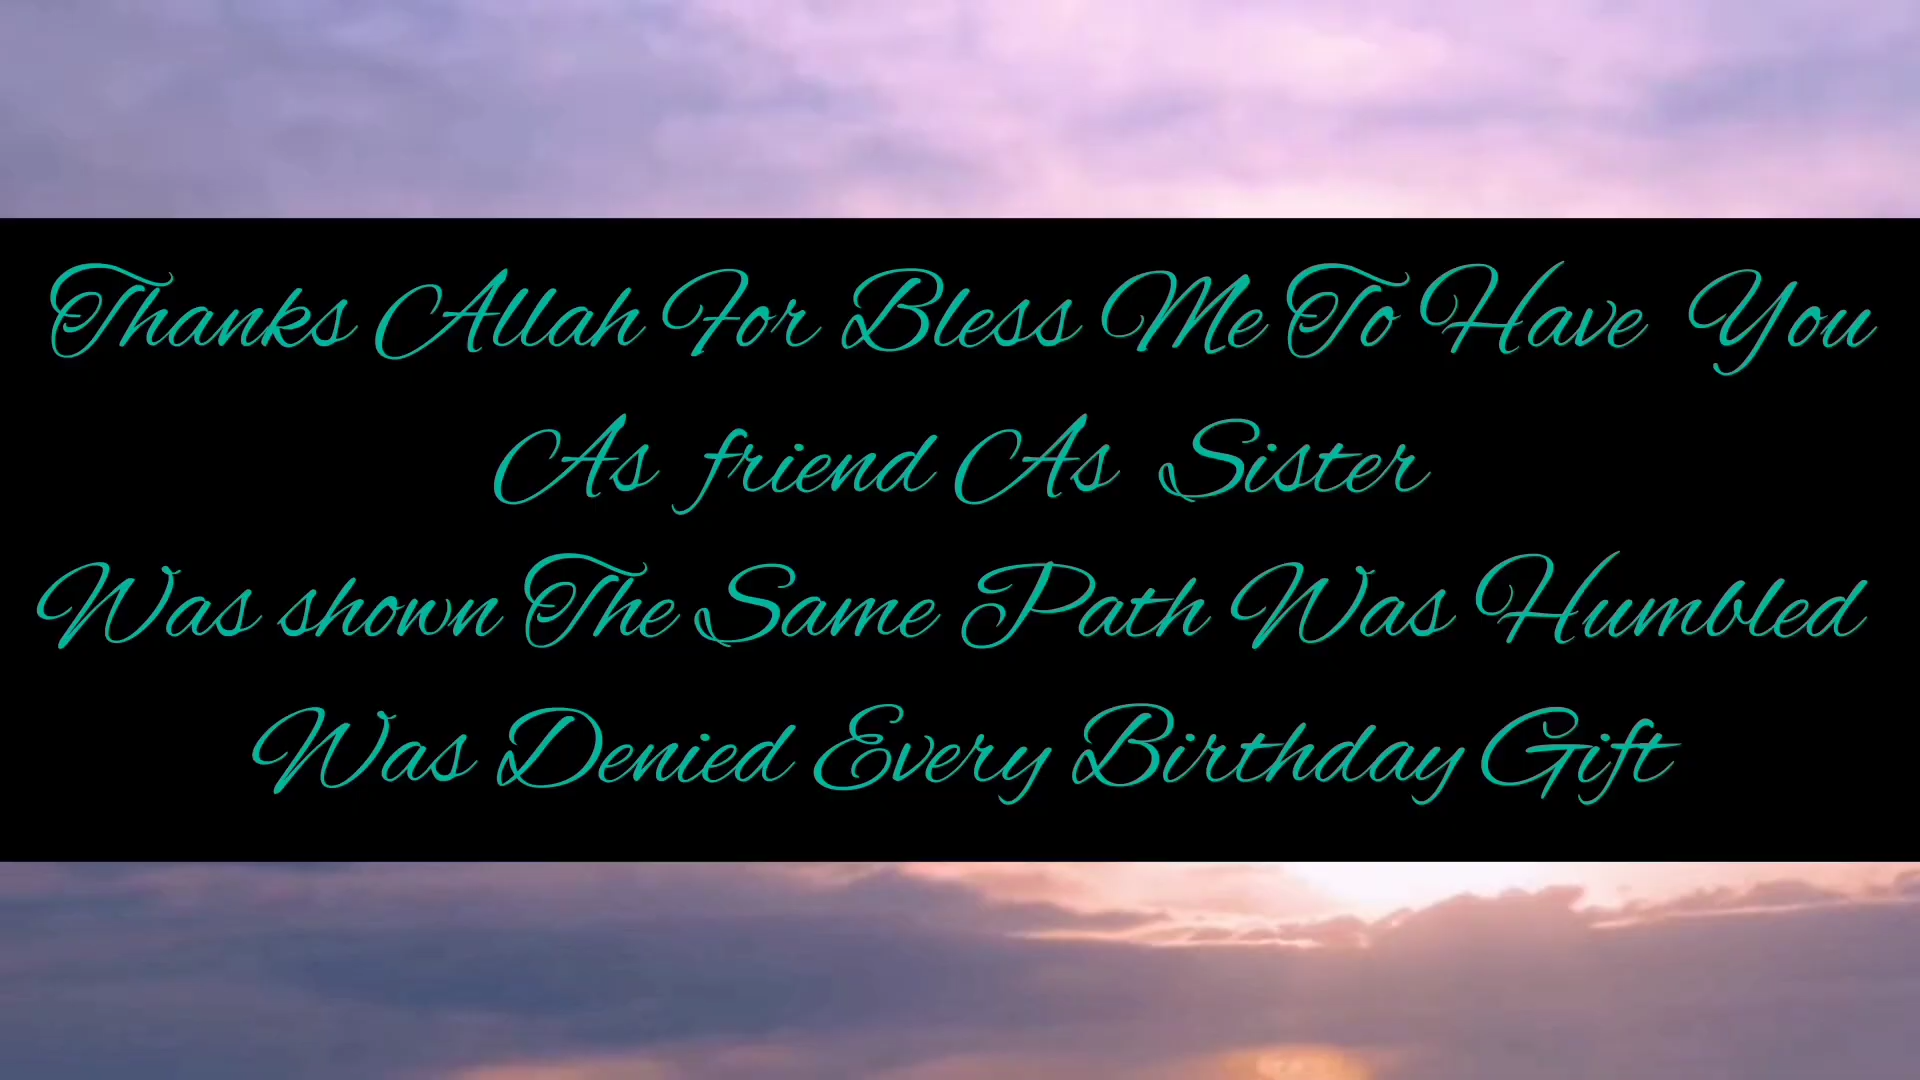 Thanks Allah For Bless Me To Have You
As friend As Sister
Was shown The Same Path Was Humbled
Was Denied Every Birthday Gift